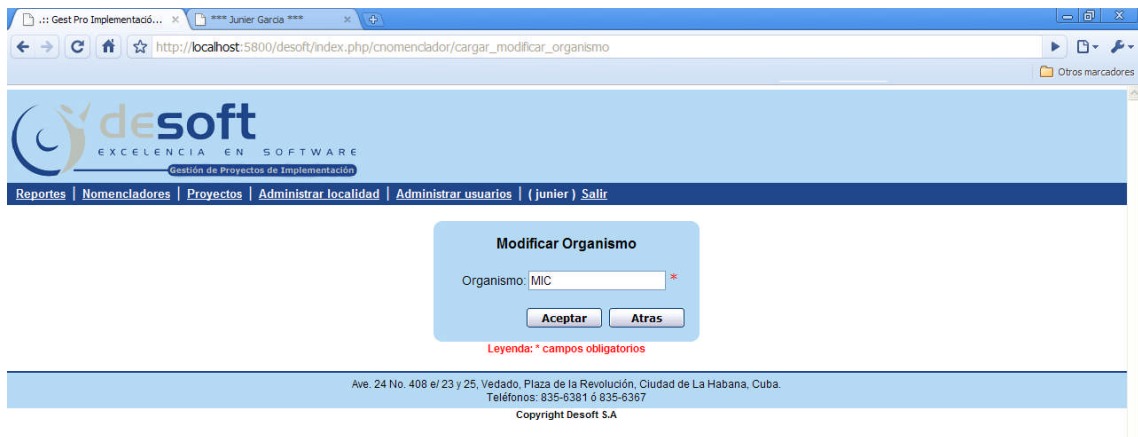 .:: Gest Pro Implementació...
*** Junier Garcia ***
http://localhost:5800/desoft/index.php/cnomenclador/cargar_modificar_organismo
Otros marcadores
desoft
EXCELENCIA EN SOFTWARE
Gestión de Proyectos de Implementación
Reportes | Nomencladores | Proyectos | Administrar localidad | Administrar usuarios | ( junier ) Salir
Modificar Organismo
Organismo: MIC *
Aceptar Atras
Leyenda: * campos obligatorios
Ave. 24 No. 408 e/ 23 y 25, Vedado, Plaza de la Revolución, Ciudad de La Habana, Cuba.
Teléfonos: 835-6381 ó 835-6367
Copyright Desoft S.A